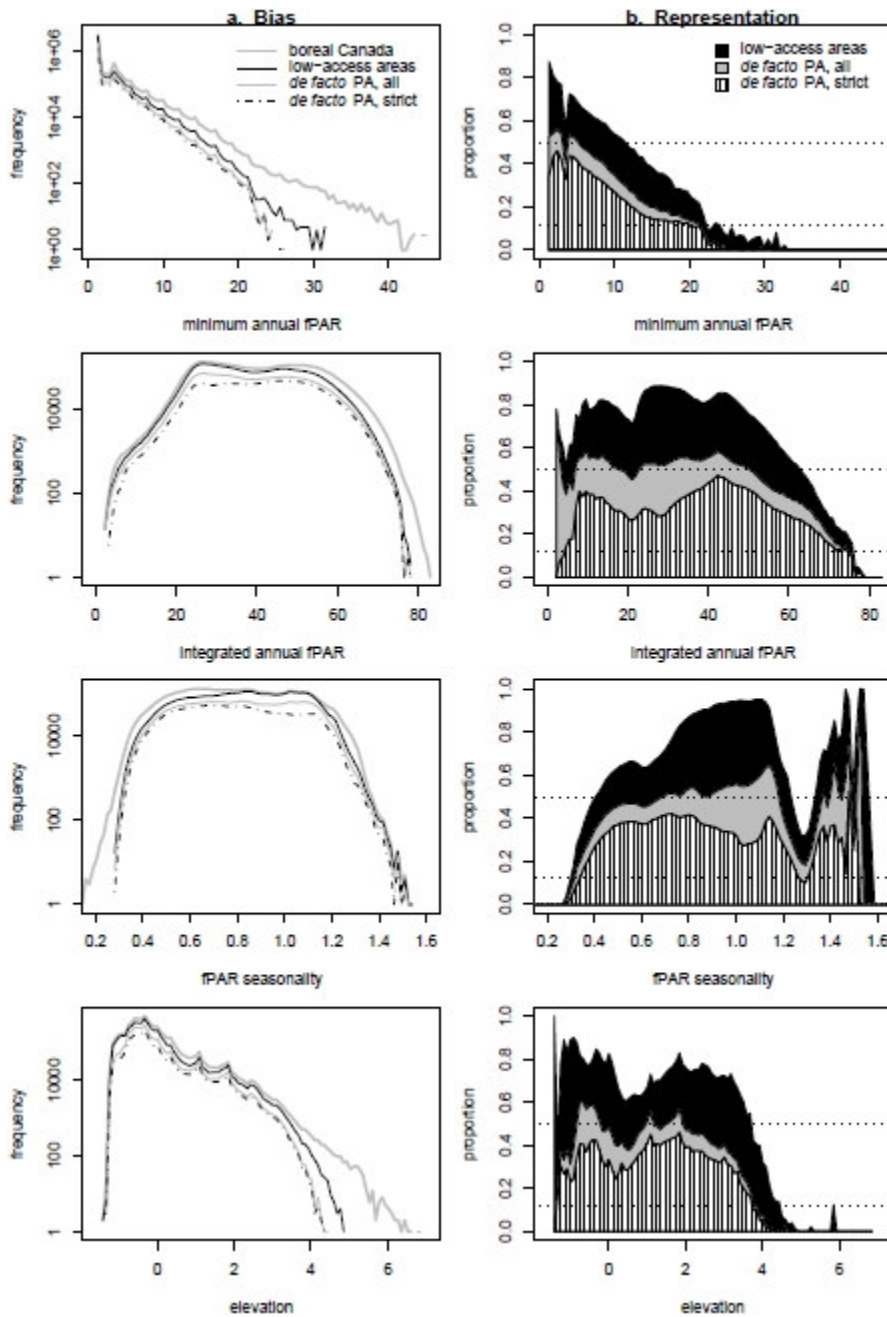 a. Bias
boreal Canada
low-access areas
de facto PA, all
de facto PA, strict
frequency
1e+06
1e+04
1e+02
1e+00
0 10 20 30 40
minimum annual fPAR
b. Representation
low-access areas
de facto PA, all
de facto PA, strict
proportion
1.0
0.8
0.6
0.4
0.2
0.0
0 10 20 30 40
minimum annual fPAR
frequency
10000
100
1
0 20 40 60 80
Integrated annual fPAR
proportion
1.0
0.8
0.6
0.4
0.2
0.0
0 20 40 60 80
Integrated annual fPAR
frequency
10000
100
1
0.2 0.4 0.6 0.8 1.0 1.2 1.4 1.6
fPAR seasonality
proportion
1.0
0.8
0.6
0.4
0.2
0.0
0.2 0.4 0.6 0.8 1.0 1.2 1.4 1.6
fPAR seasonality
frequency
10000
100
1
0 2 4 6
elevation
proportion
1.0
0.8
0.6
0.4
0.2
0.0
0 2 4 6
elevation